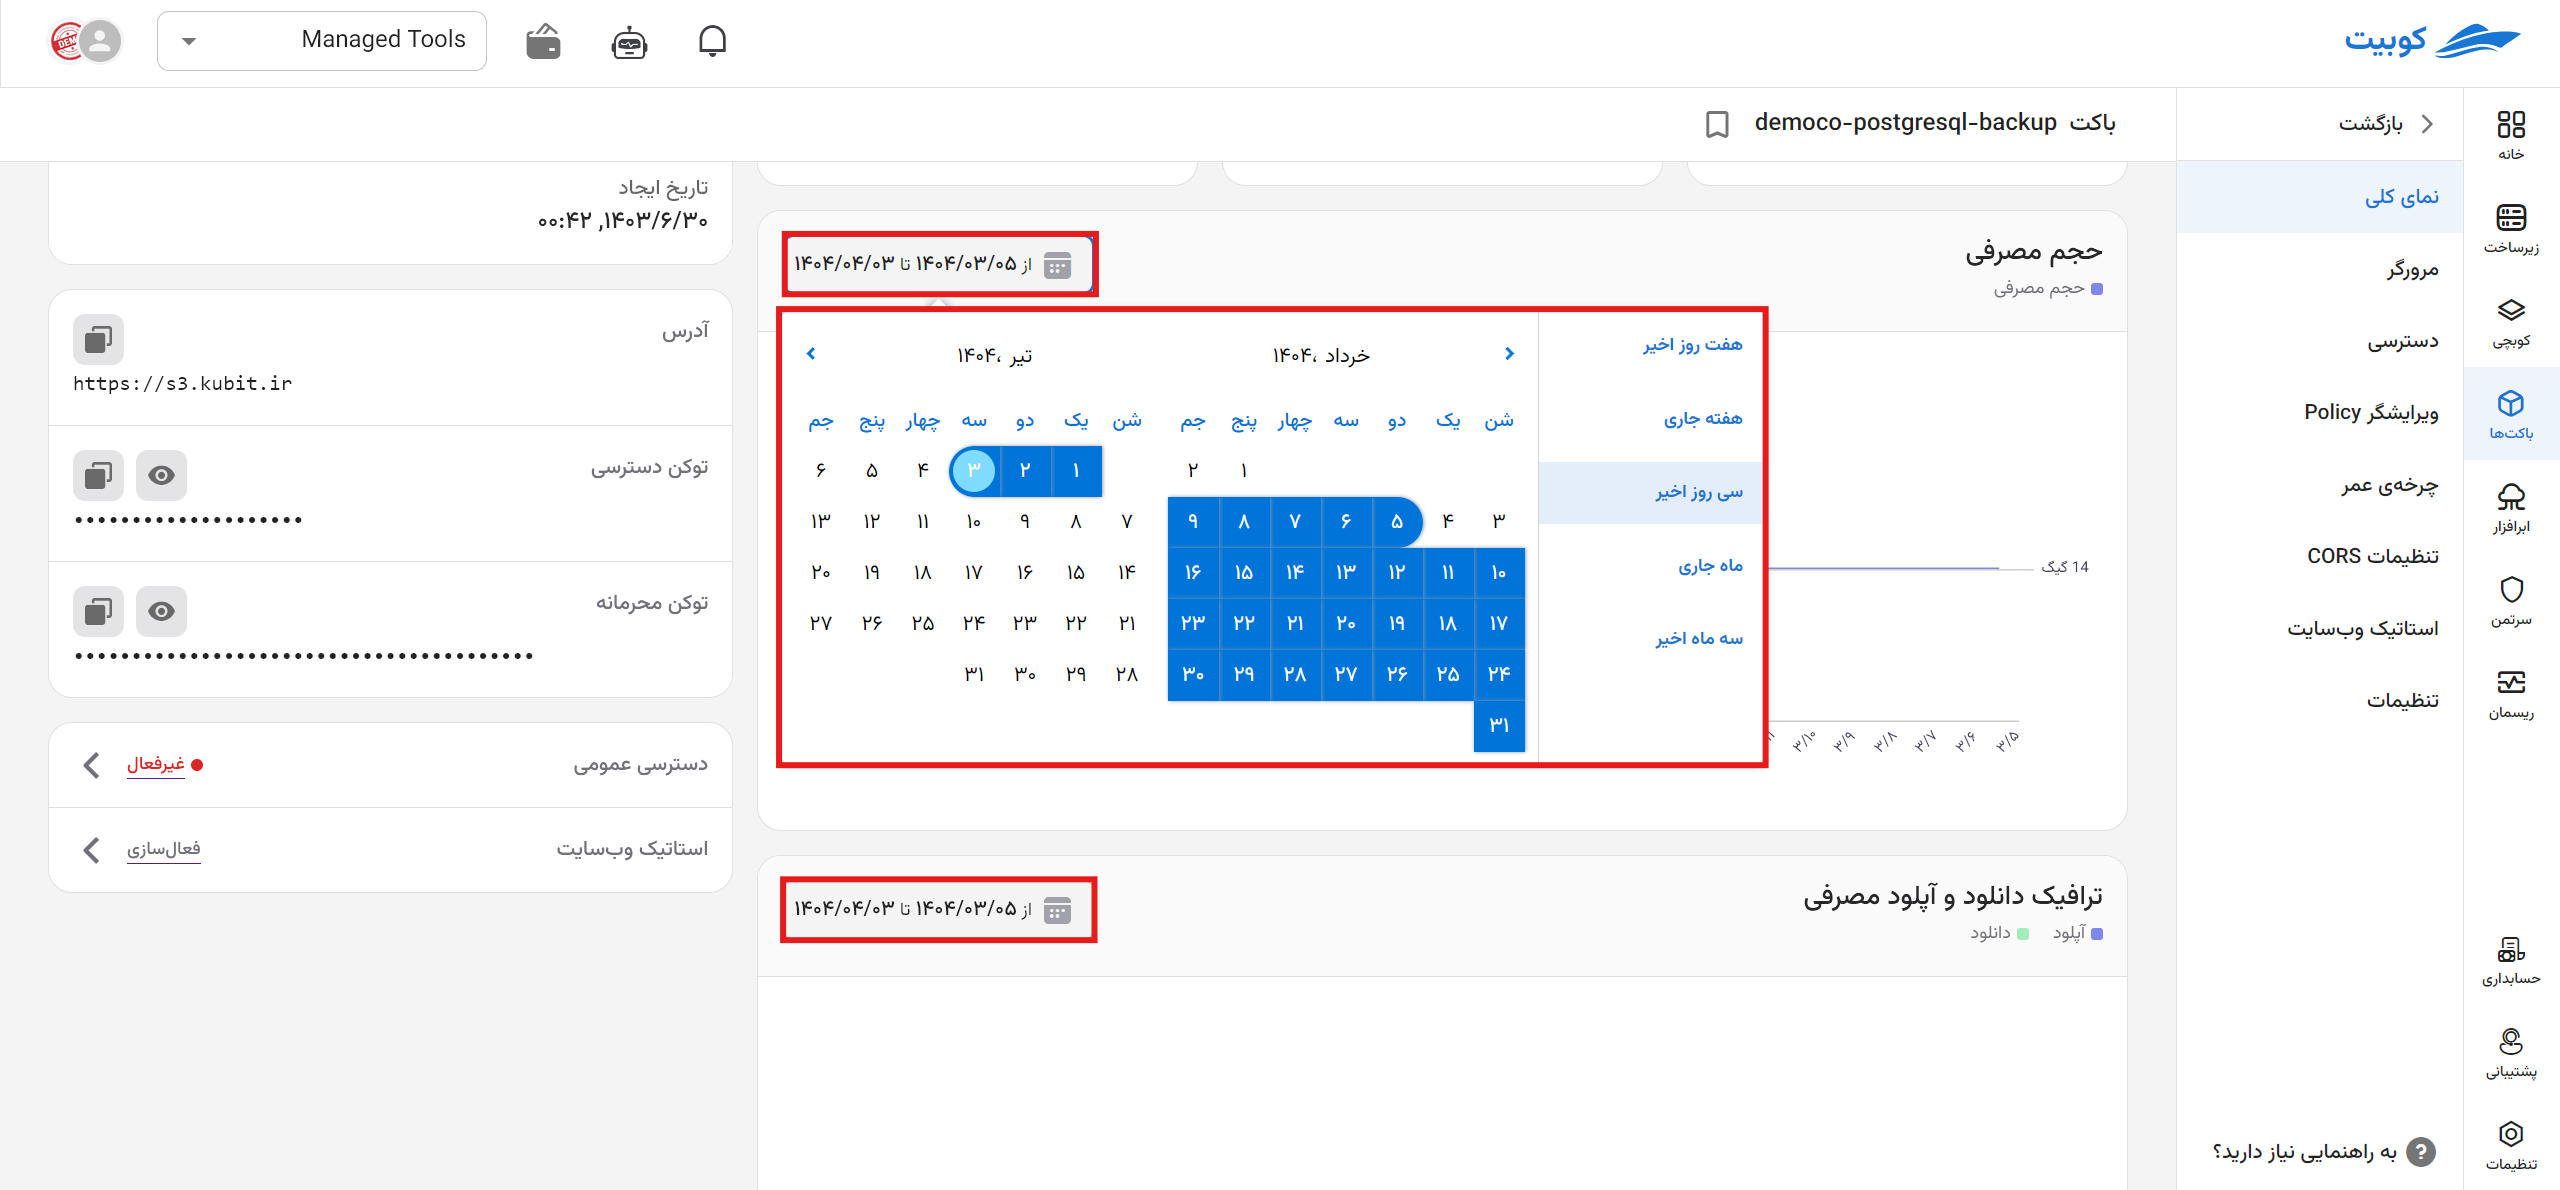 کوبیت
Managed Tools
باکت democo-postgresql-backup
بازگشت
نمای کلی
مرورگر
دسترسی
ویرایشگر Policy
چرخه‌ی عمر
تنظیمات CORS
استاتیک وب‌سایت
تنظیمات
به راهنمایی نیاز دارید؟
خانه
زیرساخت
کوبچی
باکت‌ها
ابرافزار
سرتمن
ریسمان
حسابداری
پشتیبانی
تنظیمات
حجم مصرفی
حجم مصرفی
از ۱۴۰۴/۰۳/۰۵ تا ۱۴۰۴/۰۴/۰۳
هفت روز اخیر
هفته جاری
سی روز اخیر
ماه جاری
سه ماه اخیر
خرداد ،۱۴۰۴
شن یک دو سه چهار پنج جم
۱ ۲
۳ ۴ ۵ ۶ ۷ ۸ ۹
۱۰ ۱۱ ۱۲ ۱۳ ۱۴ ۱۵ ۱۶
۱۷ ۱۸ ۱۹ ۲۰ ۲۱ ۲۲ ۲۳
۲۴ ۲۵ ۲۶ ۲۷ ۲۸ ۲۹ ۳۰
۳۱
تیر ،۱۴۰۴
شن یک دو سه چهار پنج جم
۱ ۲ ۳ ۴ ۵ ۶
۷ ۸ ۹ ۱۰ ۱۱ ۱۲ ۱۳
۱۴ ۱۵ ۱۶ ۱۷ ۱۸ ۱۹ ۲۰
۲۱ ۲۲ ۲۳ ۲۴ ۲۵ ۲۶ ۲۷
۲۸ ۲۹ ۳۰ ۳۱
14 گیگ
۳/۵ ۳/۶ ۳/۷ ۳/۸ ۳/۹ ۳/۱۰
ترافیک دانلود و آپلود مصرفی
آپلود دانلود
از ۱۴۰۴/۰۳/۰۵ تا ۱۴۰۴/۰۴/۰۳
تاریخ ایجاد
۱۴۰۳/۶/۳۰, ۰۰:۴۲
آدرس
https://s3.kubit.ir
توکن دسترسی
••••••••••••••••••••
توکن محرمانه
••••••••••••••••••••••••••••••••••••••••
دسترسی عمومی
غیرفعال
استاتیک وب‌سایت
فعال‌سازی